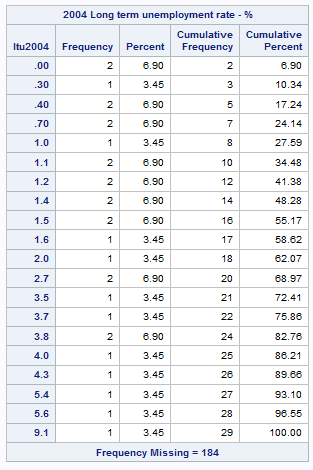 2004 Long term unemployment rate - %
ltu2004 Frequency Percent Cumulative Frequency Cumulative Percent
.00 2 6.90 2 6.90
.30 1 3.45 3 10.34
.40 2 6.90 5 17.24
.70 2 6.90 7 24.14
1.0 1 3.45 8 27.59
1.1 2 6.90 10 34.48
1.2 2 6.90 12 41.38
1.4 2 6.90 14 48.28
1.5 2 6.90 16 55.17
1.6 1 3.45 17 58.62
2.0 1 3.45 18 62.07
2.7 2 6.90 20 68.97
3.5 1 3.45 21 72.41
3.7 1 3.45 22 75.86
3.8 2 6.90 24 82.76
4.0 1 3.45 25 86.21
4.3 1 3.45 26 89.66
5.4 1 3.45 27 93.10
5.6 1 3.45 28 96.55
9.1 1 3.45 29 100.00
Frequency Missing = 184